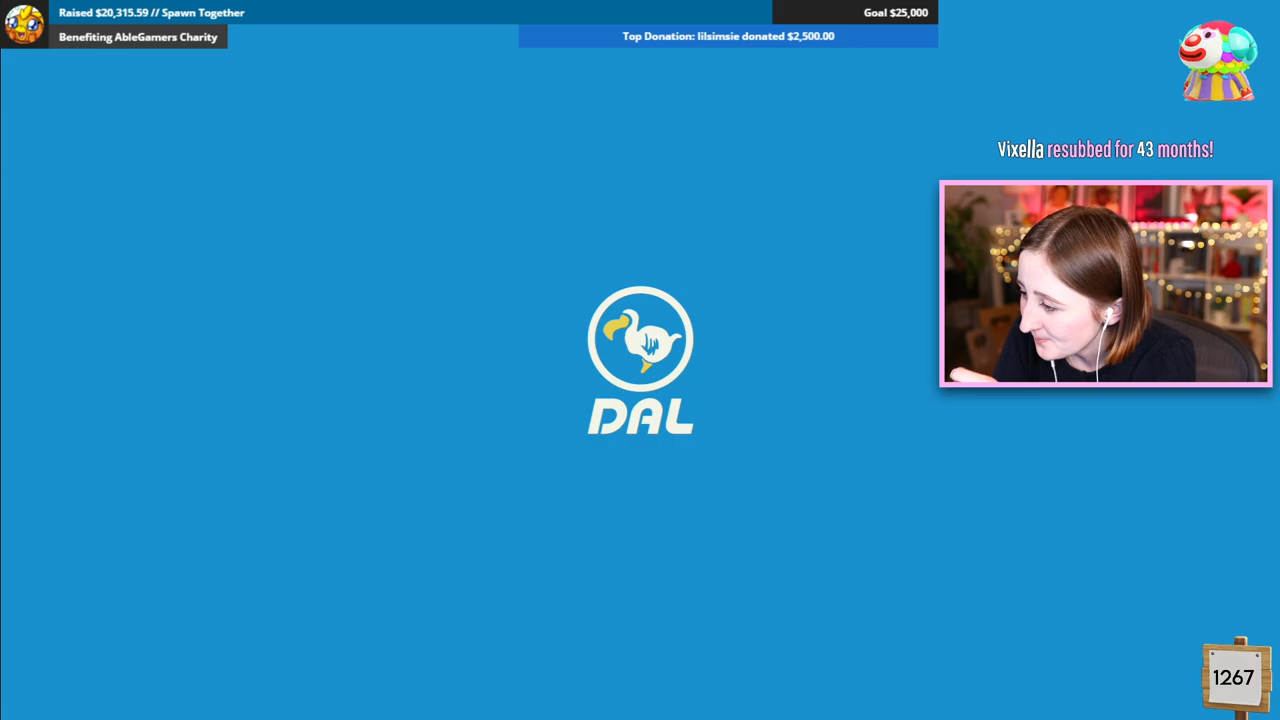 Raised $20,315.59 // Spawn Together
Goal $25,000
Benefiting AbleGamers Charity
Top Donation: lilsimsie donated $2,500.00
Vixella resubbed for 43 months!
DAL
1267